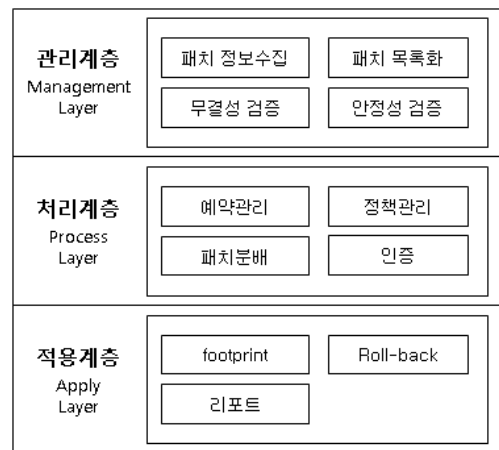 관리계층
Management
Layer
패치 정보수집
패치 목록화
무결성 검증
안정성 검증
처리계층
Process
Layer
예약관리
정책관리
패치분배
인증
적용계층
Apply
Layer
footprint
Roll-back
리포트